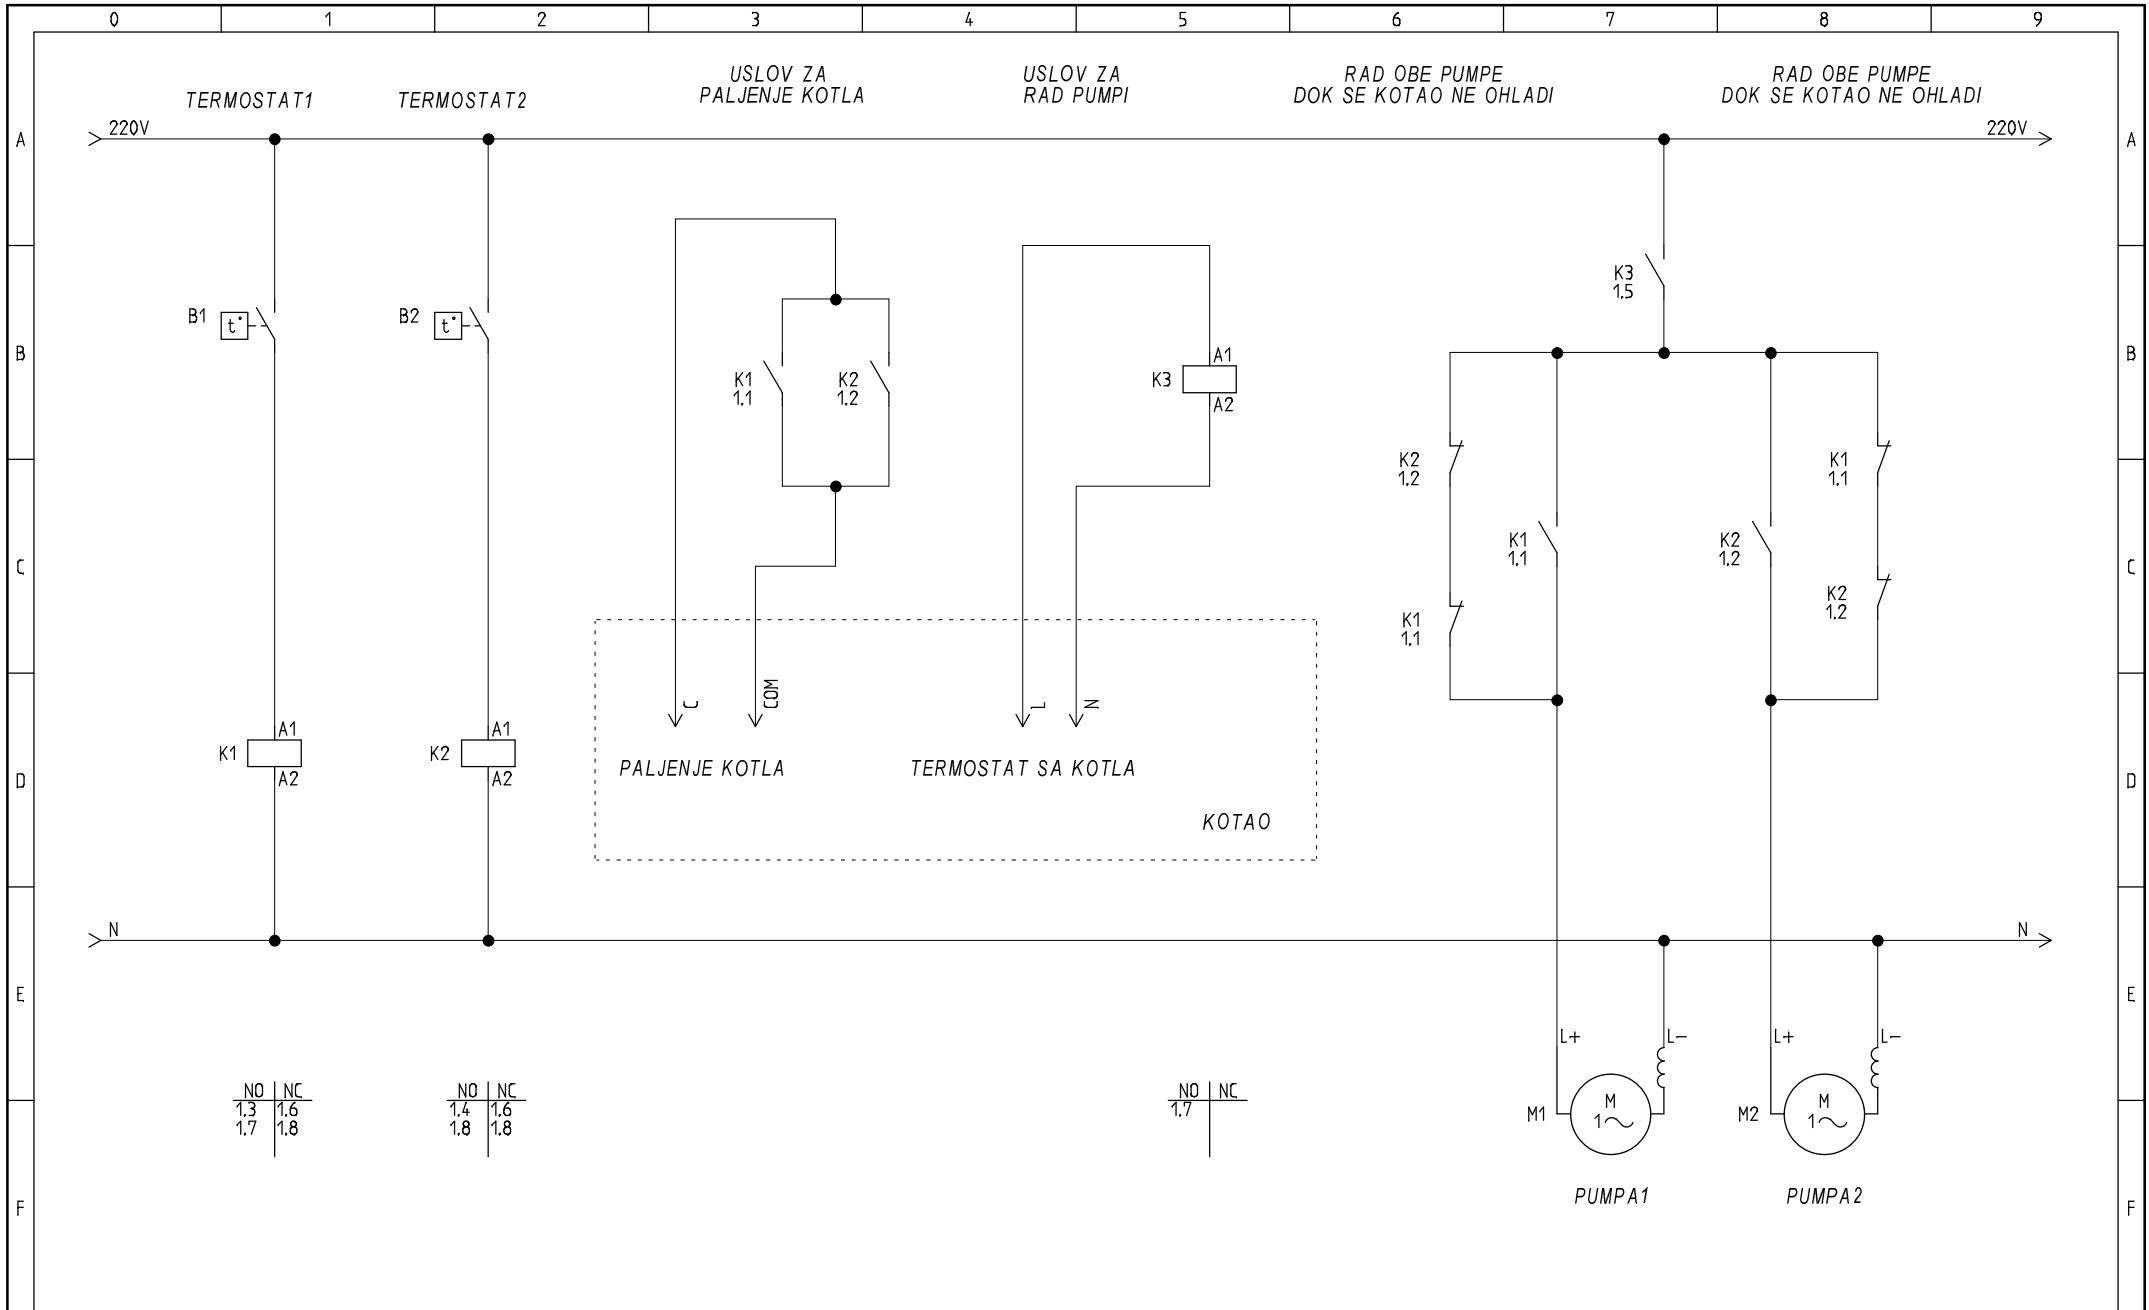 0 1 2 3 4 5 6 7 8 9
TERMOSTAT1
TERMOSTAT2
USLOV ZA
PALJENJE KOTLA
USLOV ZA
RAD PUMPI
RAD OBE PUMPE
DOK SE KOTAO NE OHLADI
RAD OBE PUMPE
DOK SE KOTAO NE OHLADI
A
220V
220V
A
B1
t°
B2
t°
K3
1.5
B
K1
1.1
K2
1.2
K3
A1
A2
B
K2
1.2
K1
1.1
C
K1
1.1
K2
1.2
C
K1
1.1
K2
1.2
C
COM
L
N
K1
A1
A2
K2
A1
A2
PALJENJE KOTLA
TERMOSTAT SA KOTLA
D
D
KOTAO
N
N
E
E
L+
L-
L+
L-
NO NC
1.3 1.6
1.7 1.8
NO NC
1.4 1.6
1.8 1.8
NO NC
1.7
M1
M
1
M2
M
1
PUMPA1
PUMPA2
F
F